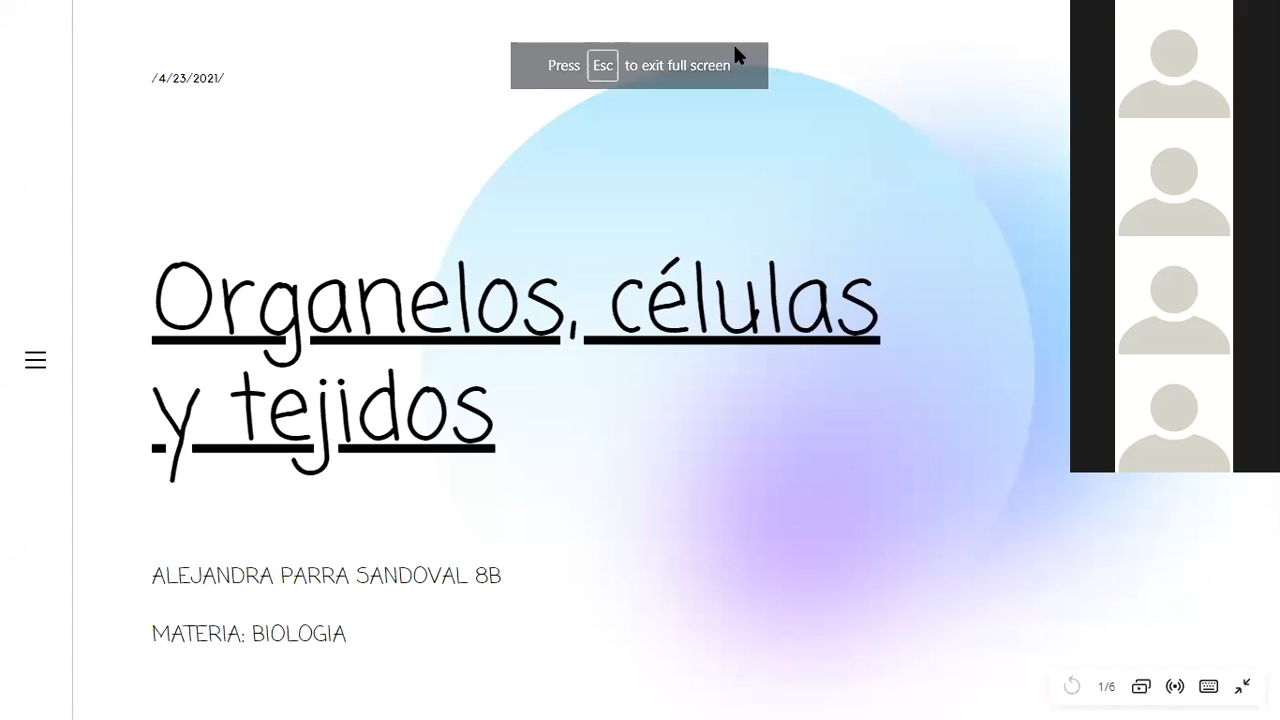 /4/23/2021/
Press Esc to exit full screen
Organelos, células
y tejidos
ALEJANDRA PARRA SANDOVAL 8B
MATERIA: BIOLOGIA
1/6